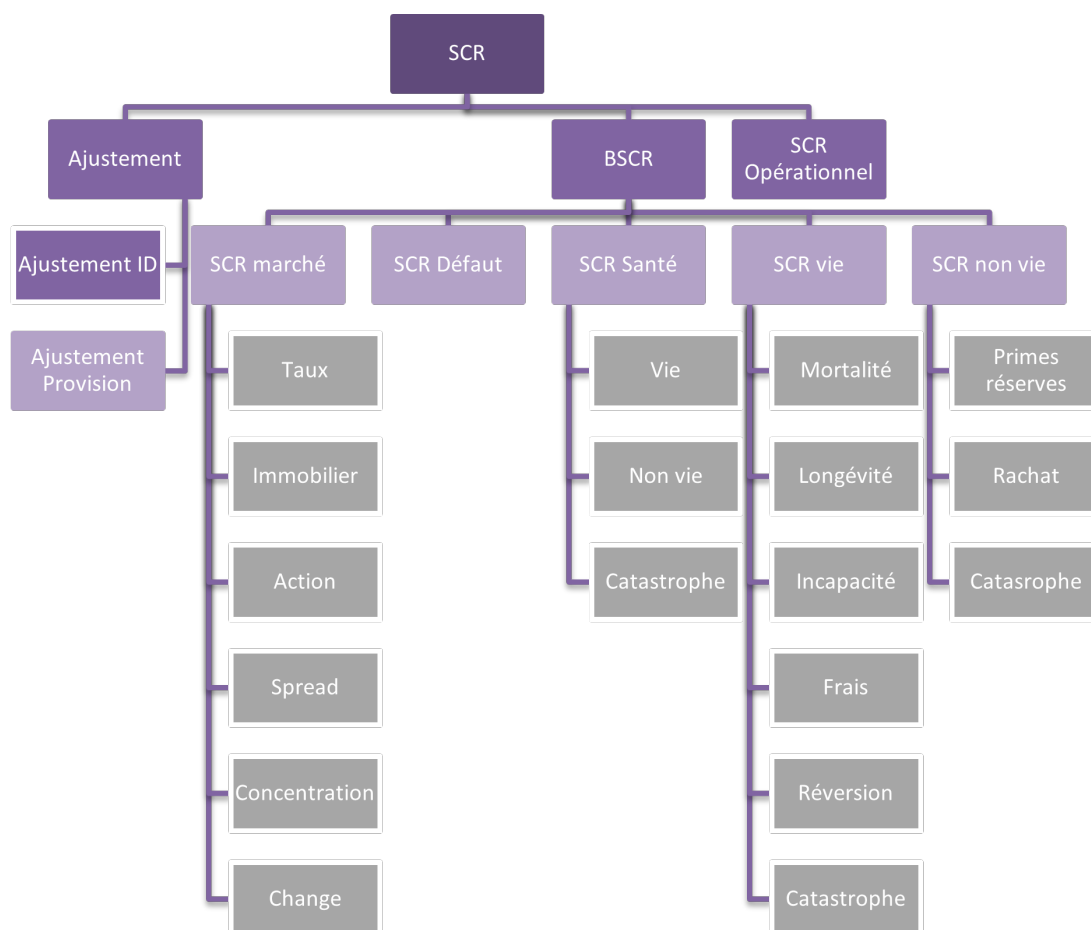 SCR
Ajustement
BSCR
SCR
Opérationnel
Ajustement ID
SCR marché
SCR Défaut
SCR Santé
SCR vie
SCR non vie
Ajustement
Provision
Taux
Vie
Mortalité
Primes
réserves
Immobilier
Non vie
Longévité
Rachat
Action
Catastrophe
Incapacité
Catasrophe
Spread
Frais
Concentration
Réversion
Change
Catastrophe